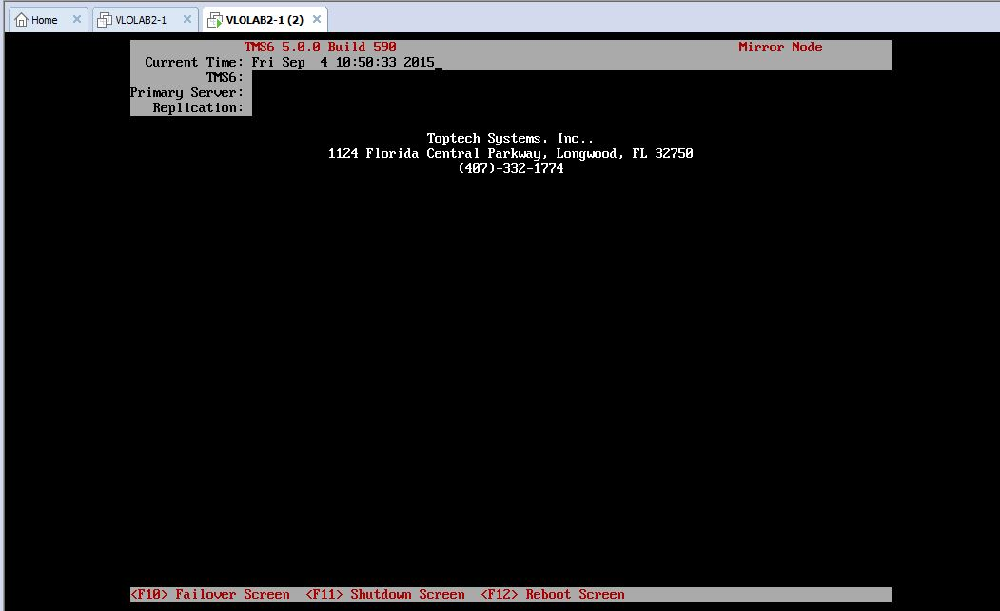 Home VLOLAB2-1 VLOLAB2-1 (2)
TMS6 5.0.0 Build 590 Mirror Node
Current Time: Fri Sep  4 10:50:33 2015_
TMS6:
Primary Server:
Replication:
Toptech Systems, Inc..
1124 Florida Central Parkway, Longwood, FL 32750
(407)-332-1774
<F10> Failover Screen  <F11> Shutdown Screen  <F12> Reboot Screen